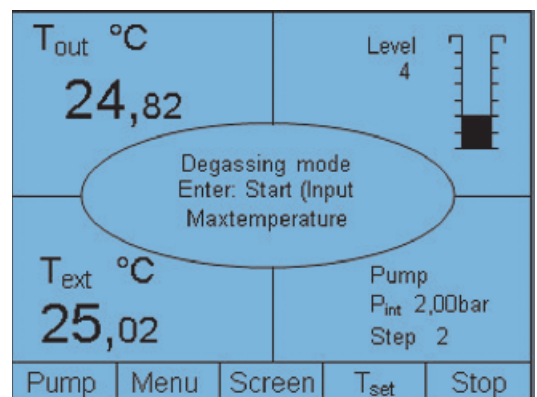 Tout °C
24,82
Level
4
Degassing mode
Enter: Start (Input
Maxtemperature
Text °C
25,02
Pump
Pint 2,00bar
Step 2
Pump Menu Screen Tset Stop